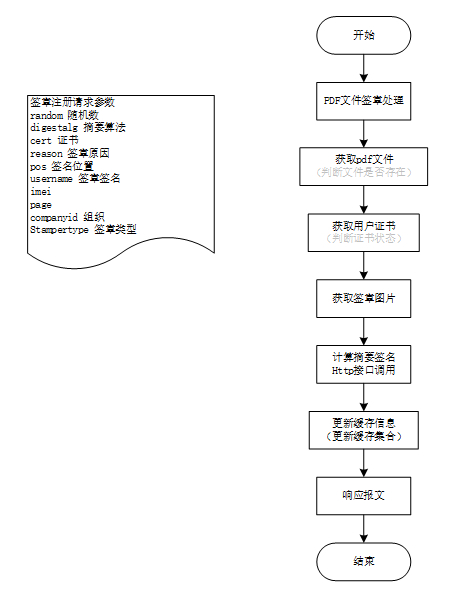 签章注册请求参数
random 随机数
digestalg 摘要算法
cert 证书
reason 签章原因
pos 签名位置
username 签章签名
imei
page
companyid 组织
Stampertype 签章类型
开始
PDF文件签章处理
获取pdf文件
（判断文件是否存在）
获取用户证书
（判断证书状态）
获取签章图片
计算摘要签名
Http接口调用
更新缓存信息
（更新缓存集合）
响应报文
结束